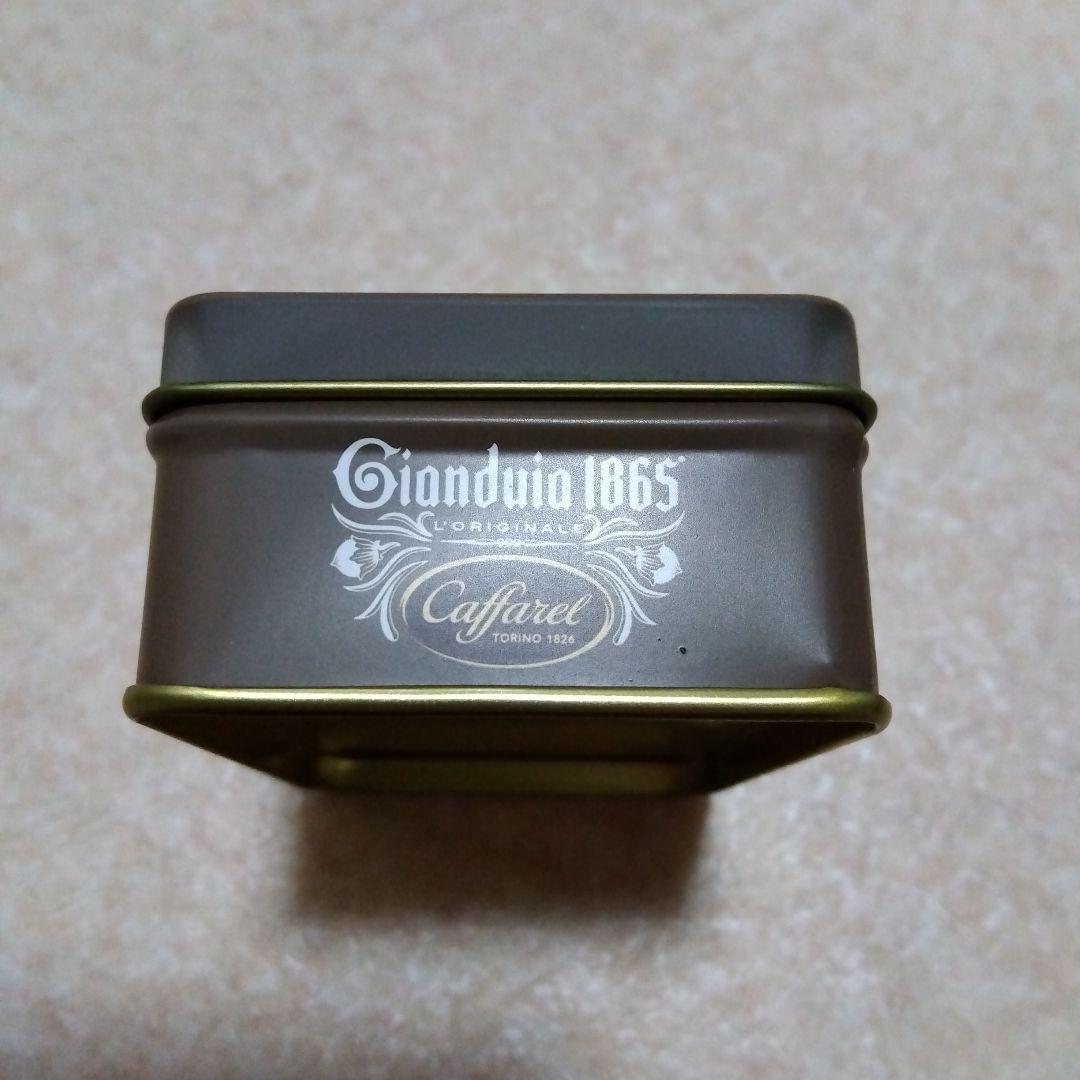 Gianduia 1865
L'ORIGINALE
Caffarel
TORINO 1826